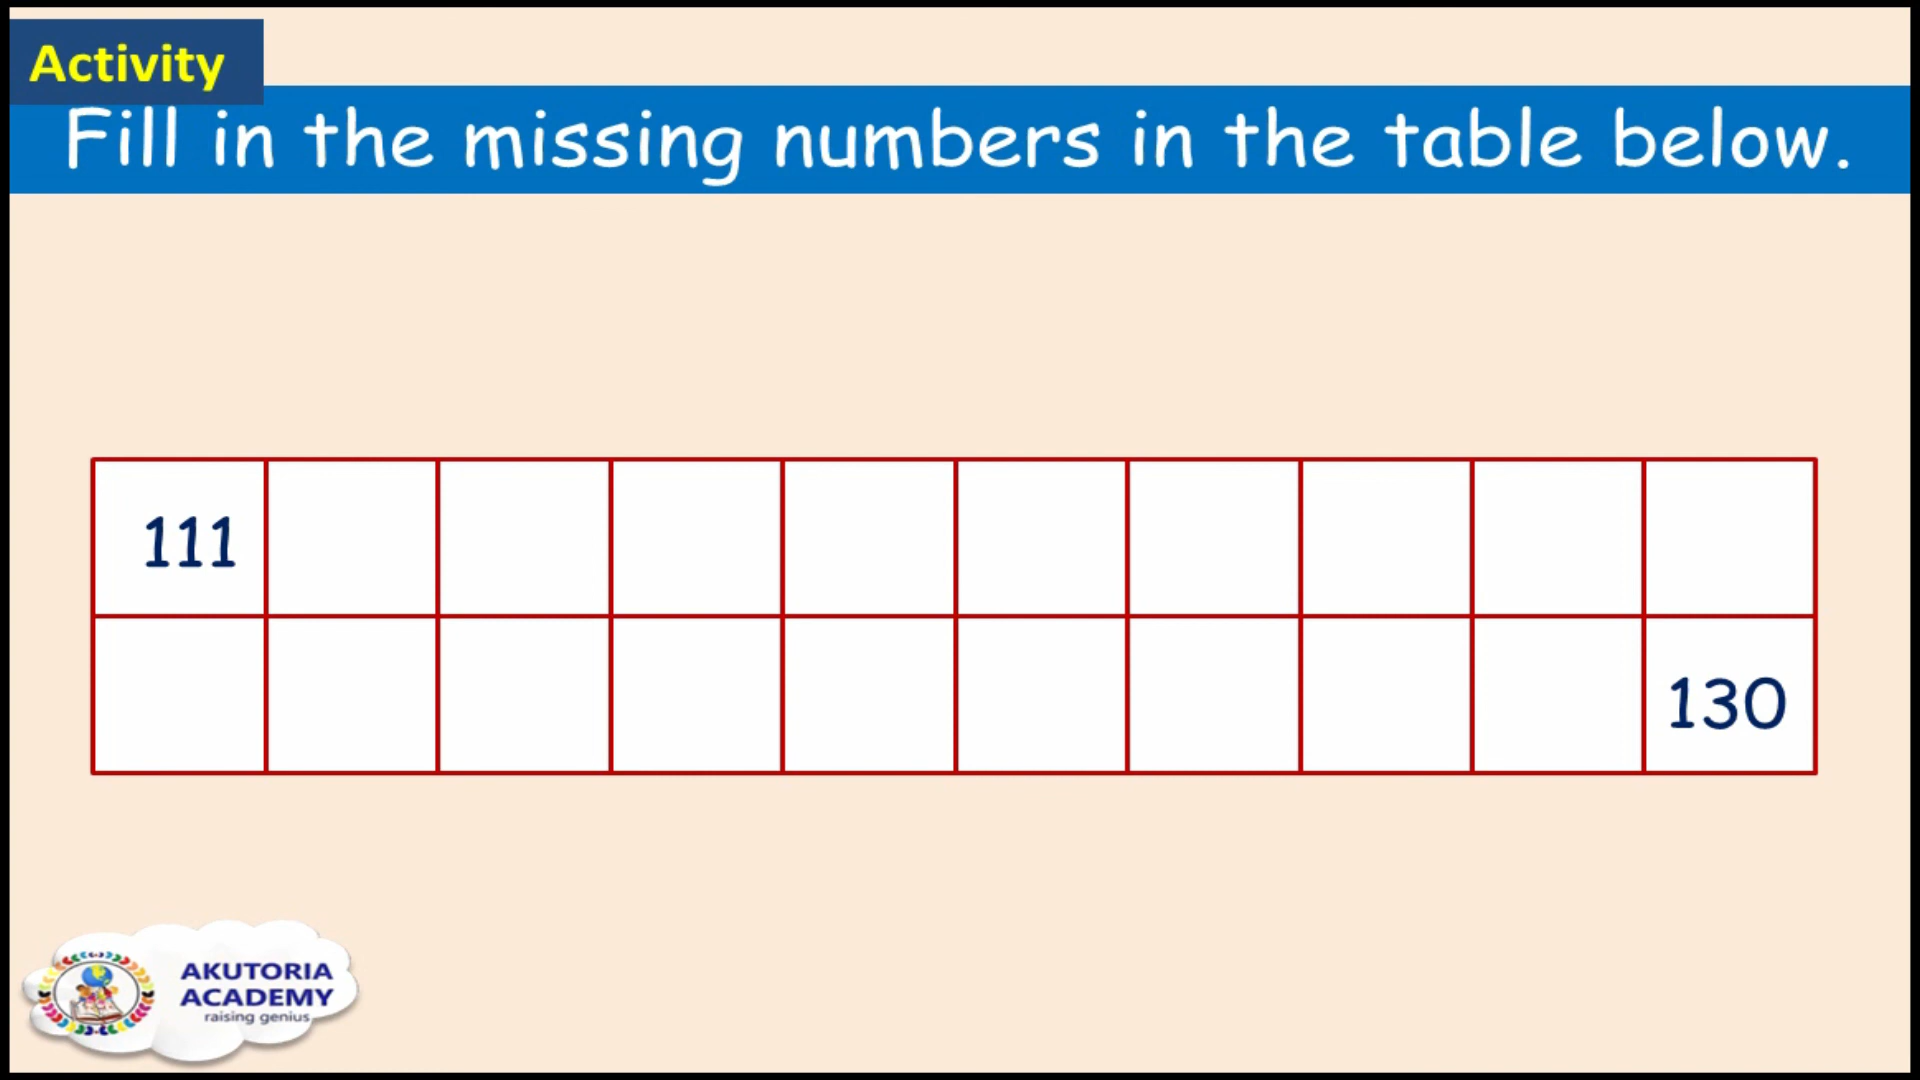 Activity
Fill in the missing numbers in the table below.
111
130
AKUTORIA
ACADEMY
raising genius